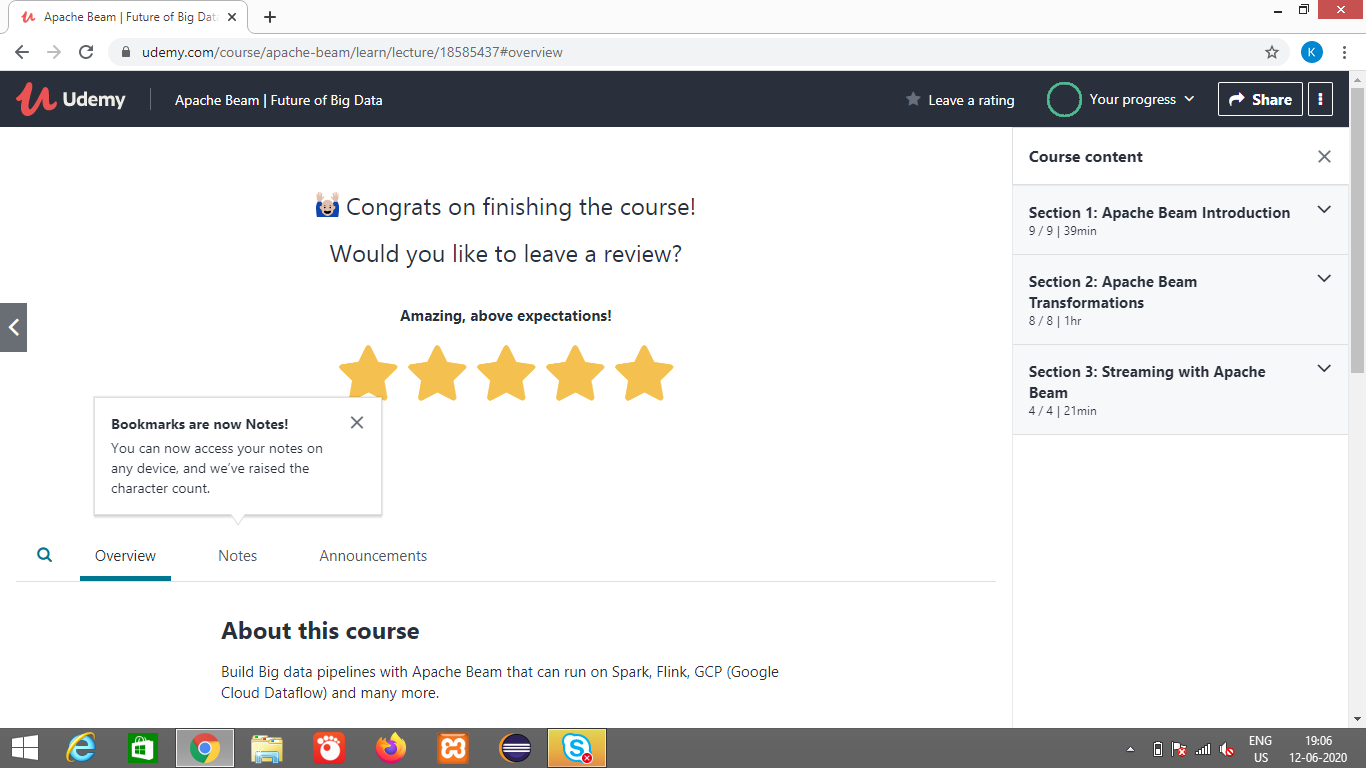 Apache Beam | Future of Big Dat
udemy.com/course/apache-beam/learn/lecture/18585437#overview
K
Udemy
Apache Beam | Future of Big Data
Leave a rating
Your progress
Share
Course content
Congrats on finishing the course!
Would you like to leave a review?
Amazing, above expectations!
Section 1: Apache Beam Introduction
9 / 9 | 39min
Section 2: Apache Beam
Transformations
8 / 8 | 1hr
Section 3: Streaming with Apache
Beam
4 / 4 | 21min
Bookmarks are now Notes!
You can now access your notes on
any device, and we've raised the
character count.
Overview
Notes
Announcements
About this course
Build Big data pipelines with Apache Beam that can run on Spark, Flink, GCP (Google
Cloud Dataflow) and many more.
ENG
US
19:06
12-06-2020